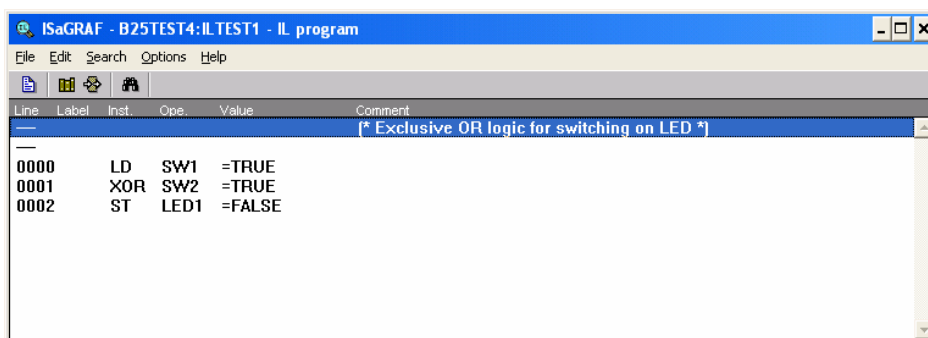 ISaGRAF - B25TEST4:ILTEST1 - IL program
File Edit Search Options Help
Line Label Inst. Ope. Value Comment
(* Exclusive OR logic for switching on LED *)
0000 LD SW1 =TRUE
0001 XOR SW2 =TRUE
0002 ST LED1 =FALSE